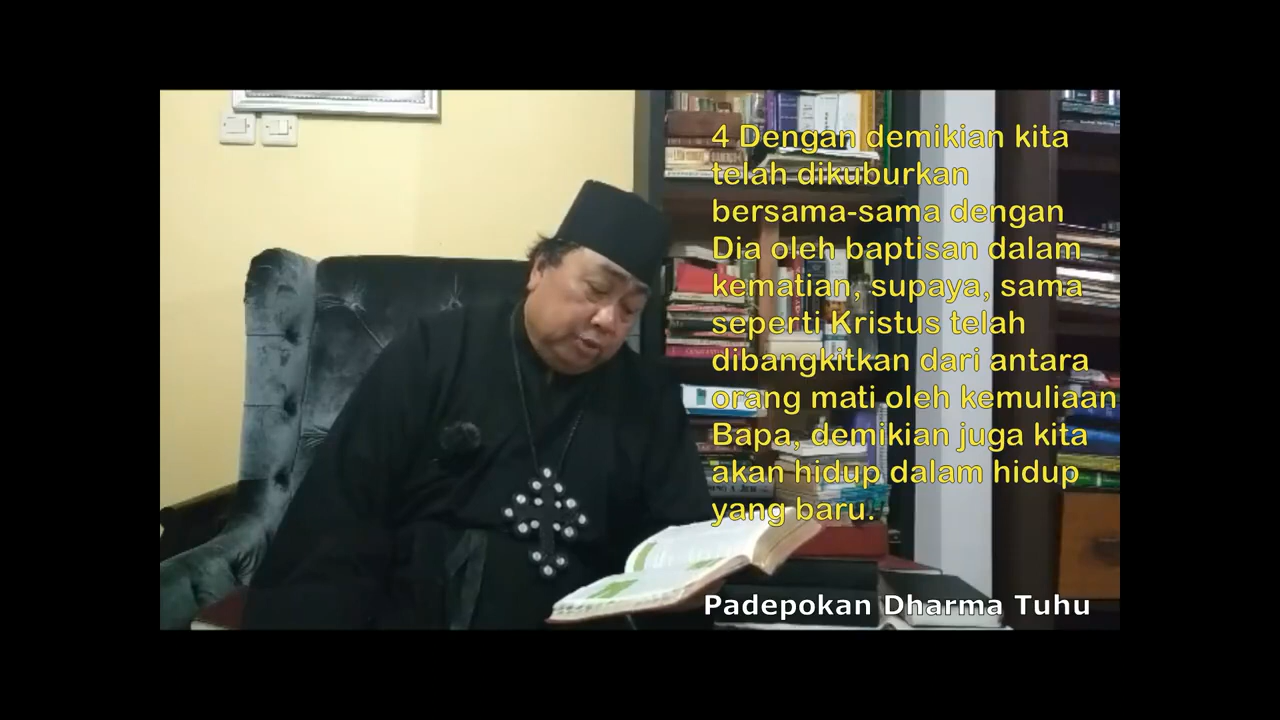 4 Dengan demikian kita
telah dikuburkan
bersama-sama dengan
Dia oleh baptisan dalam
kematian, supaya, sama
seperti Kristus telah
dibangkitkan dari antara
orang mati oleh kemuliaan
Bapa, demikian juga kita
akan hidup dalam hidup
yang baru.
Padepokan Dharma Tuhu